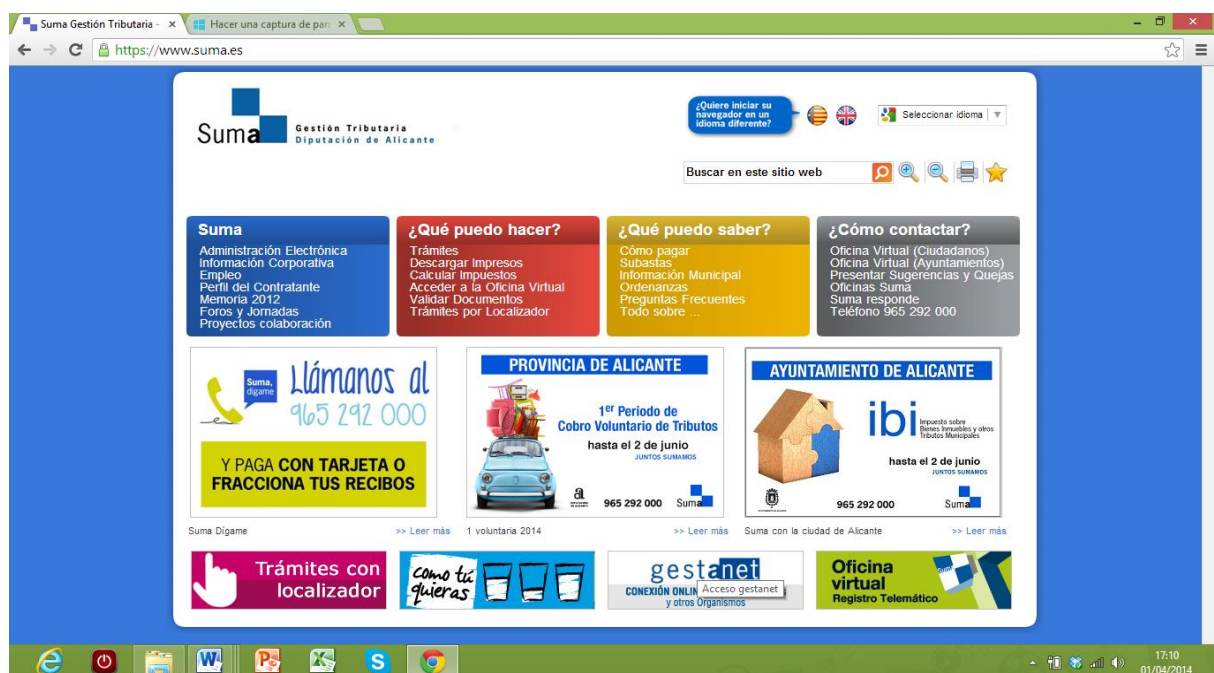 Suma Gestión Tributaria -
Hacer una captura de pan
https://www.suma.es
Suma
Gestión Tributaria
Diputación de Alicante
¿Quiere iniciar su
navegador en un
idioma diferente?
Seleccionar idioma
Buscar en este sitio web
Suma
Administración Electrónica
Información Corporativa
Empleo
Perfil del Contratante
Memoria 2012
Foros y Jornadas
Proyectos colaboración
¿Qué puedo hacer?
Trámites
Descargar Impresos
Calcular Impuestos
Acceder a la Oficina Virtual
Validar Documentos
Trámites por Localizador
¿Qué puedo saber?
Cómo pagar
Subastas
Información Municipal
Ordenanzas
Preguntas Frecuentes
Todo sobre ...
¿Cómo contactar?
Oficina Virtual (Ciudadanos)
Oficina Virtual (Ayuntamientos)
Presentar Sugerencias y Quejas
Oficinas Suma
Suma responde
Teléfono 965 292 000
Suma,
dígame
Llámanos al
965 292 000
Y PAGA CON TARJETA O
FRACCIONA TUS RECIBOS
Suma Dígame
>> Leer más
PROVINCIA DE ALICANTE
1er Periodo de
Cobro Voluntario de Tributos
hasta el 2 de junio
JUNTOS SUMAMOS
965 292 000
Suma
1 voluntaria 2014
>> Leer más
AYUNTAMIENTO DE ALICANTE
ibi
Impuesto sobre
Bienes Inmuebles y otros
Tributos Municipales
hasta el 2 de junio
JUNTOS SUMAMOS
965 292 000
Suma
Suma con la ciudad de Alicante
>> Leer más
Trámites con
localizador
como tú
quieras
gestanet
CONEXIÓN ONLIN
y otros Organismos
Acceso gestanet
Oficina
virtual
Registro Telemático
Suma
17:10
01/04/2014